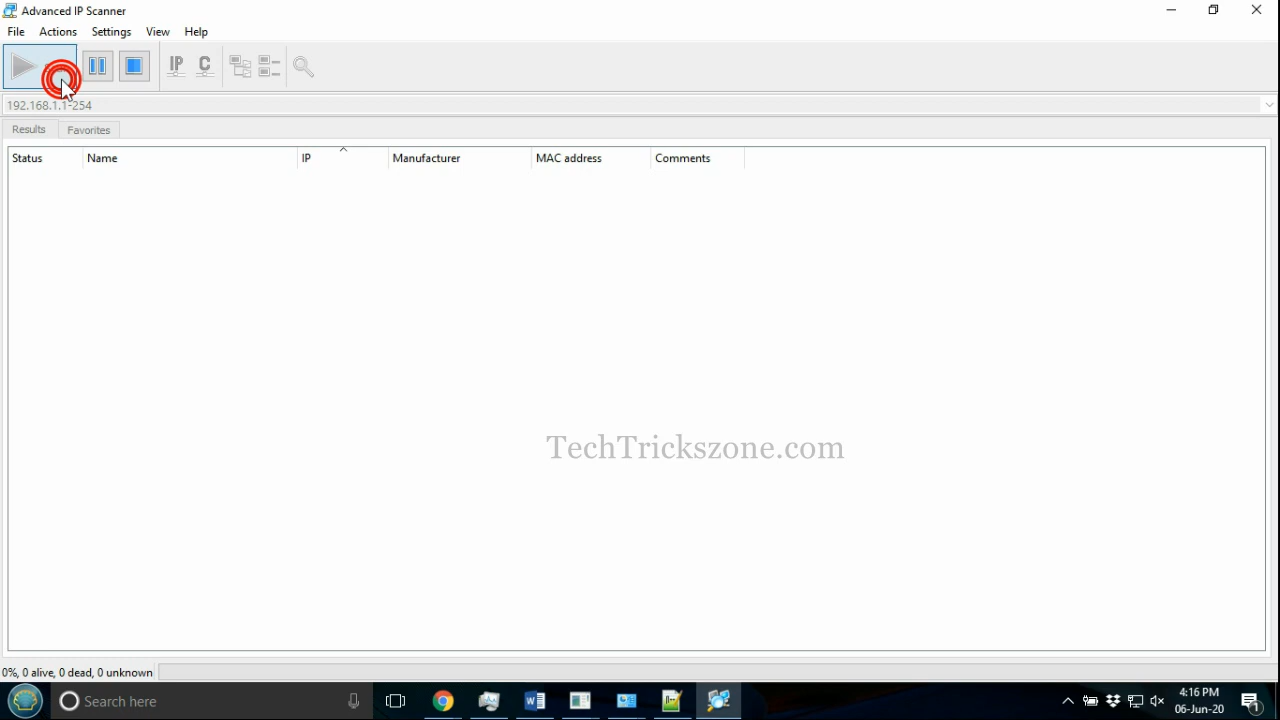 Advanced IP Scanner
File Actions Settings View Help
IP C
192.168.1.1-254
Results Favorites
Status Name IP Manufacturer MAC address Comments
TechTrickszone.com
0%, 0 alive, 0 dead, 0 unknown
Search here
4:16 PM
06-Jun-20
1